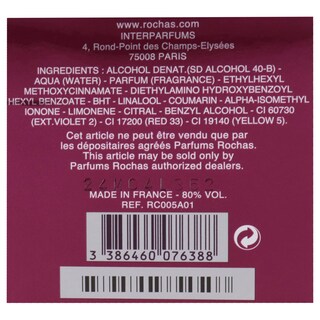 www.rochas.com
INTERPARFUMS
4, Rond-Point des Champs-Elysées
75008 PARIS
INGREDIENTS : ALCOHOL DENAT.(SD ALCOHOL 40-B) -
AQUA (WATER) - PARFUM (FRAGRANCE) - ETHYLHEXYL
METHOXYCINNAMATE - DIETHYLAMINO HYDROXYBENZOYL
HEXYL BENZOATE - BHT - LINALOOL - COUMARIN - ALPHA-ISOMETHYL
IONONE - LIMONENE - CITRAL - BENZYL ALCOHOL - CI 60730
(EXT.VIOLET 2) - CI 17200 (RED 33) - CI 19140 (YELLOW 5).
Cet article ne peut être vendu que par
les dépositaires agréés Parfums Rochas.
This article may be sold only by
Parfums Rochas authorized dealers.
MADE IN FRANCE - 80% VOL.
REF. RC005A01
3 386460 076388